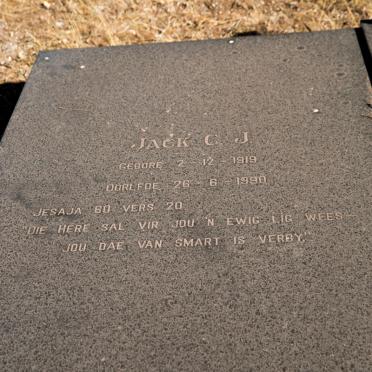 JACK C. J.
GEBORE, 2-12-1919
OORLEDE, 26-6-1990
JESAJA 60 VERS 20
"DIE HERE SAL VIR JOU 'N EWIG LIG WEES-
JOU DAE VAN SMART IS VERBY."